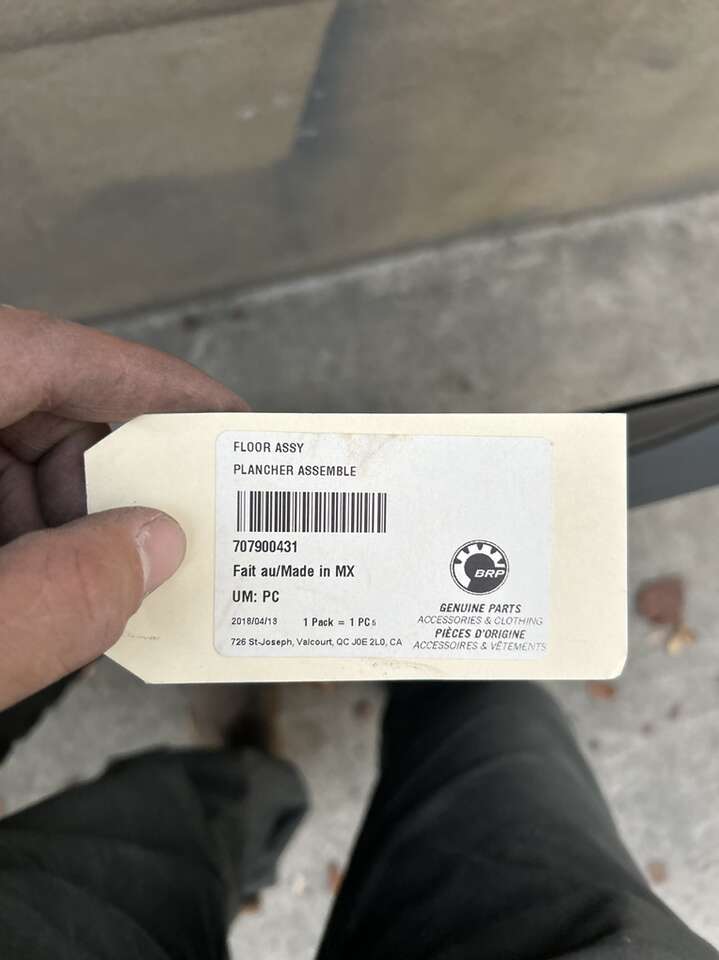 FLOOR ASSY
PLANCHER ASSEMBLE
707900431
Fait au/Made in MX
UM: PC
2018/04/13 1 Pack = 1 PC s
726 St-Joseph, Valcourt, QC J0E 2L0, CA
BRP
GENUINE PARTS
ACCESSORIES & CLOTHING
PIÈCES D'ORIGINE
ACCESSOIRES & VÊTEMENTS